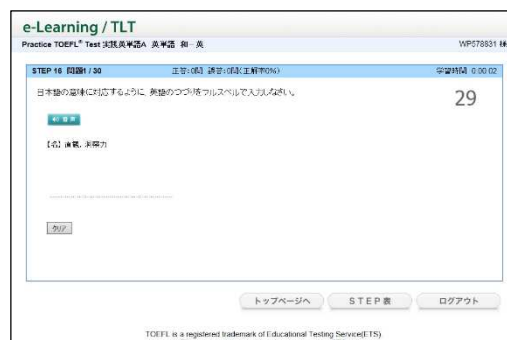 e-Learning / TLT
Practice TOEFL® Test 実践英単語A 英単語 和－英
WP578831 様
STEP 16 問題1 / 30 正答：0問 誤答：0問(正解率0%) 学習時間 0:00:02
日本語の意味に対応するように、英語のつづりをフルスペルで入力しなさい。
29
音声
【名】直観，洞察力
クリア
トップページへ STEP表 ログアウト
TOEFL is a registered trademark of Educational Testing Service(ETS)